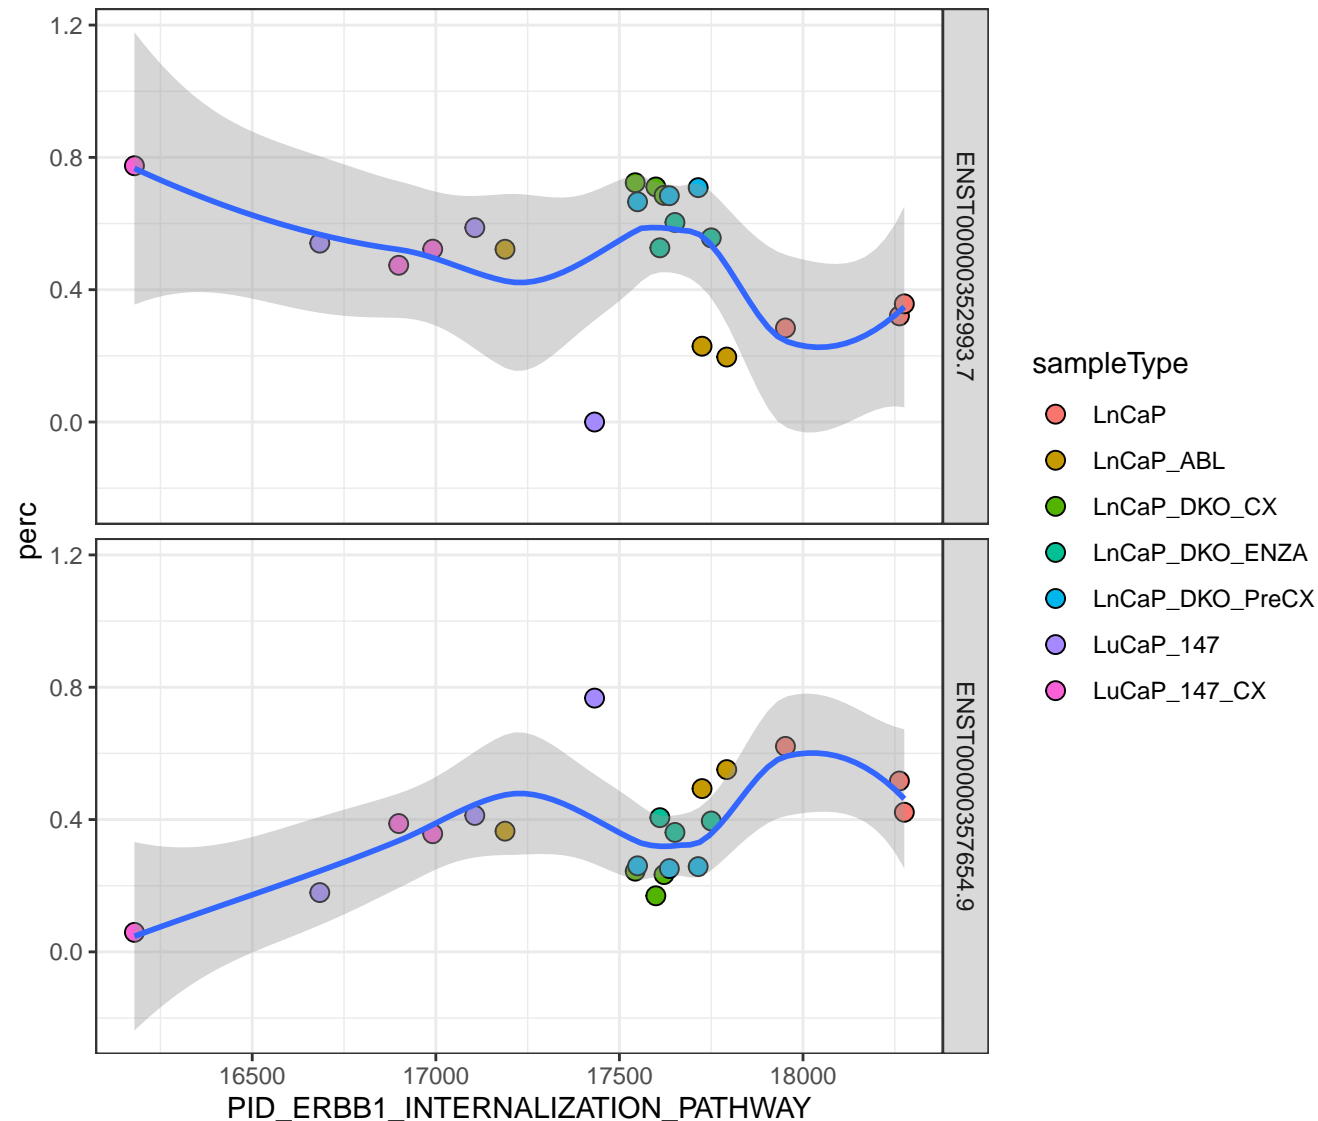 1.2
0.8
0.4
0.0
ENST00000352993.7
perc
1.2
0.8
0.4
0.0
ENST00000357654.9
16500 17000 17500 18000
PID_ERBB1_INTERNALIZATION_PATHWAY
sampleType
LnCaP
LnCaP_ABL
LnCaP_DKO_CX
LnCaP_DKO_ENZA
LnCaP_DKO_PreCX
LuCaP_147
LuCaP_147_CX